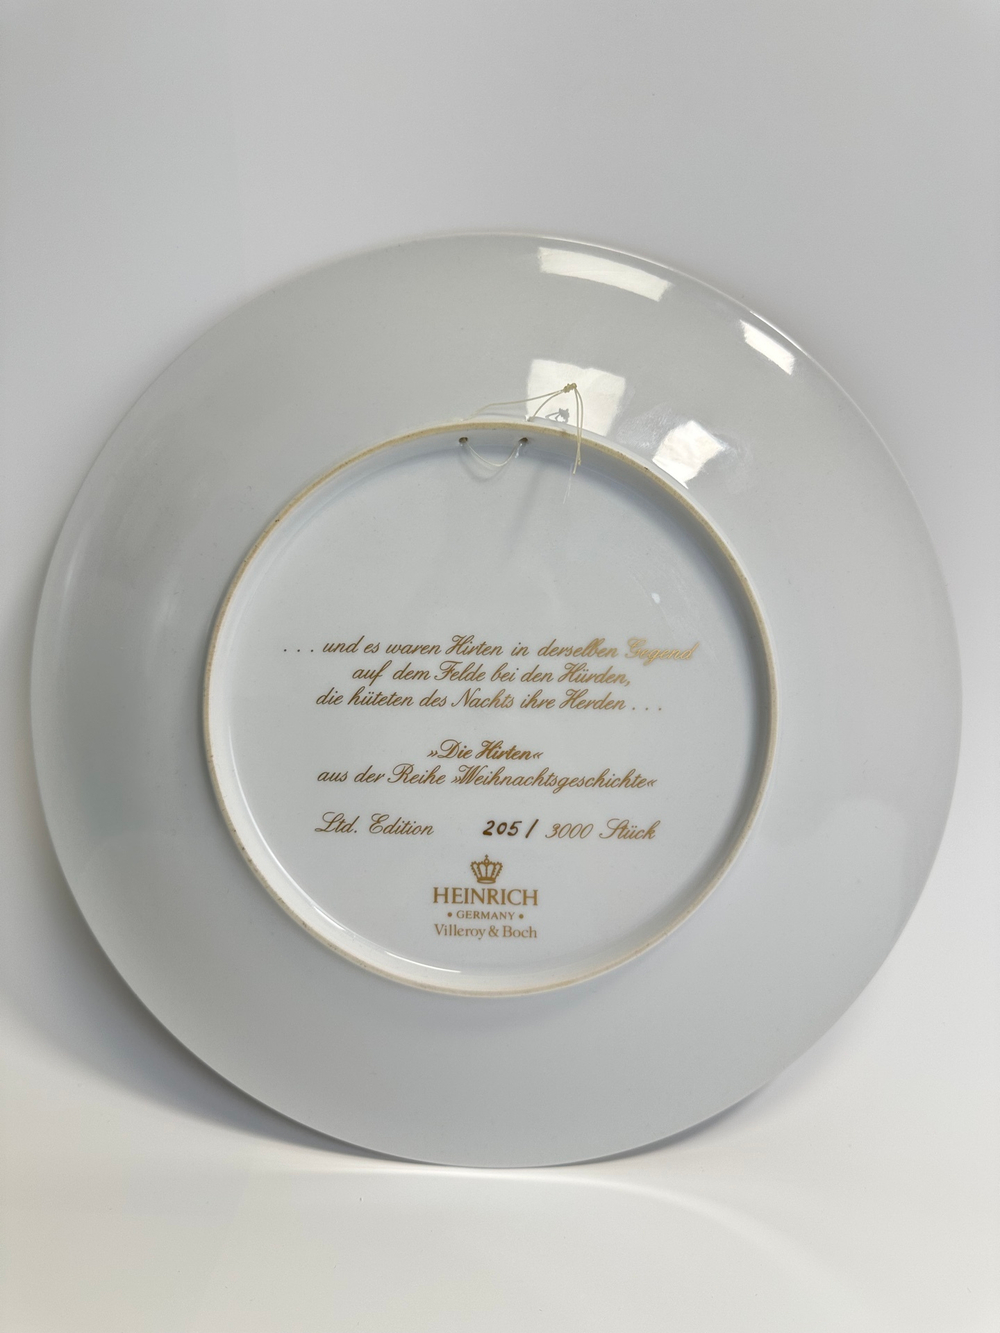 . . . und es waren Hirten in derselben Gegend
auf dem Felde bei den Hürden,
die hüteten des Nachts ihre Herden . . .
»Die Hirten«
aus der Reihe »Weihnachtsgeschichte«
Ltd. Edition 205/ 3000 Stück
HEINRICH
• GERMANY •
Villeroy & Boch